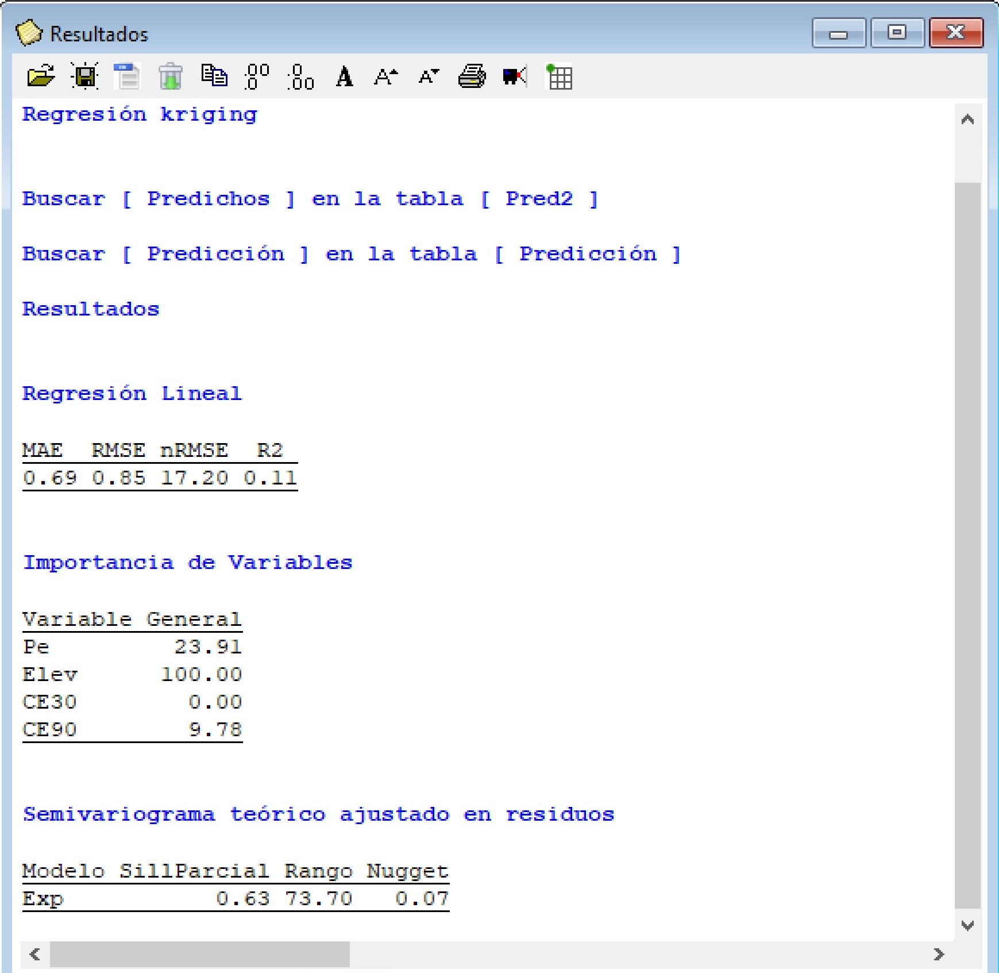 Resultados
Regresión kriging
Buscar [ Predichos ] en la tabla [ Pred2 ]
Buscar [ Predicción ] en la tabla [ Predicción ]
Resultados
Regresión Lineal
MAE RMSE nRMSE R2
0.69 0.85 17.20 0.11
Importancia de Variables
Variable General
Pe 23.91
Elev 100.00
CE30 0.00
CE90 9.78
Semivariograma teórico ajustado en residuos
Modelo SillParcial Rango Nugget
Exp 0.63 73.70 0.07